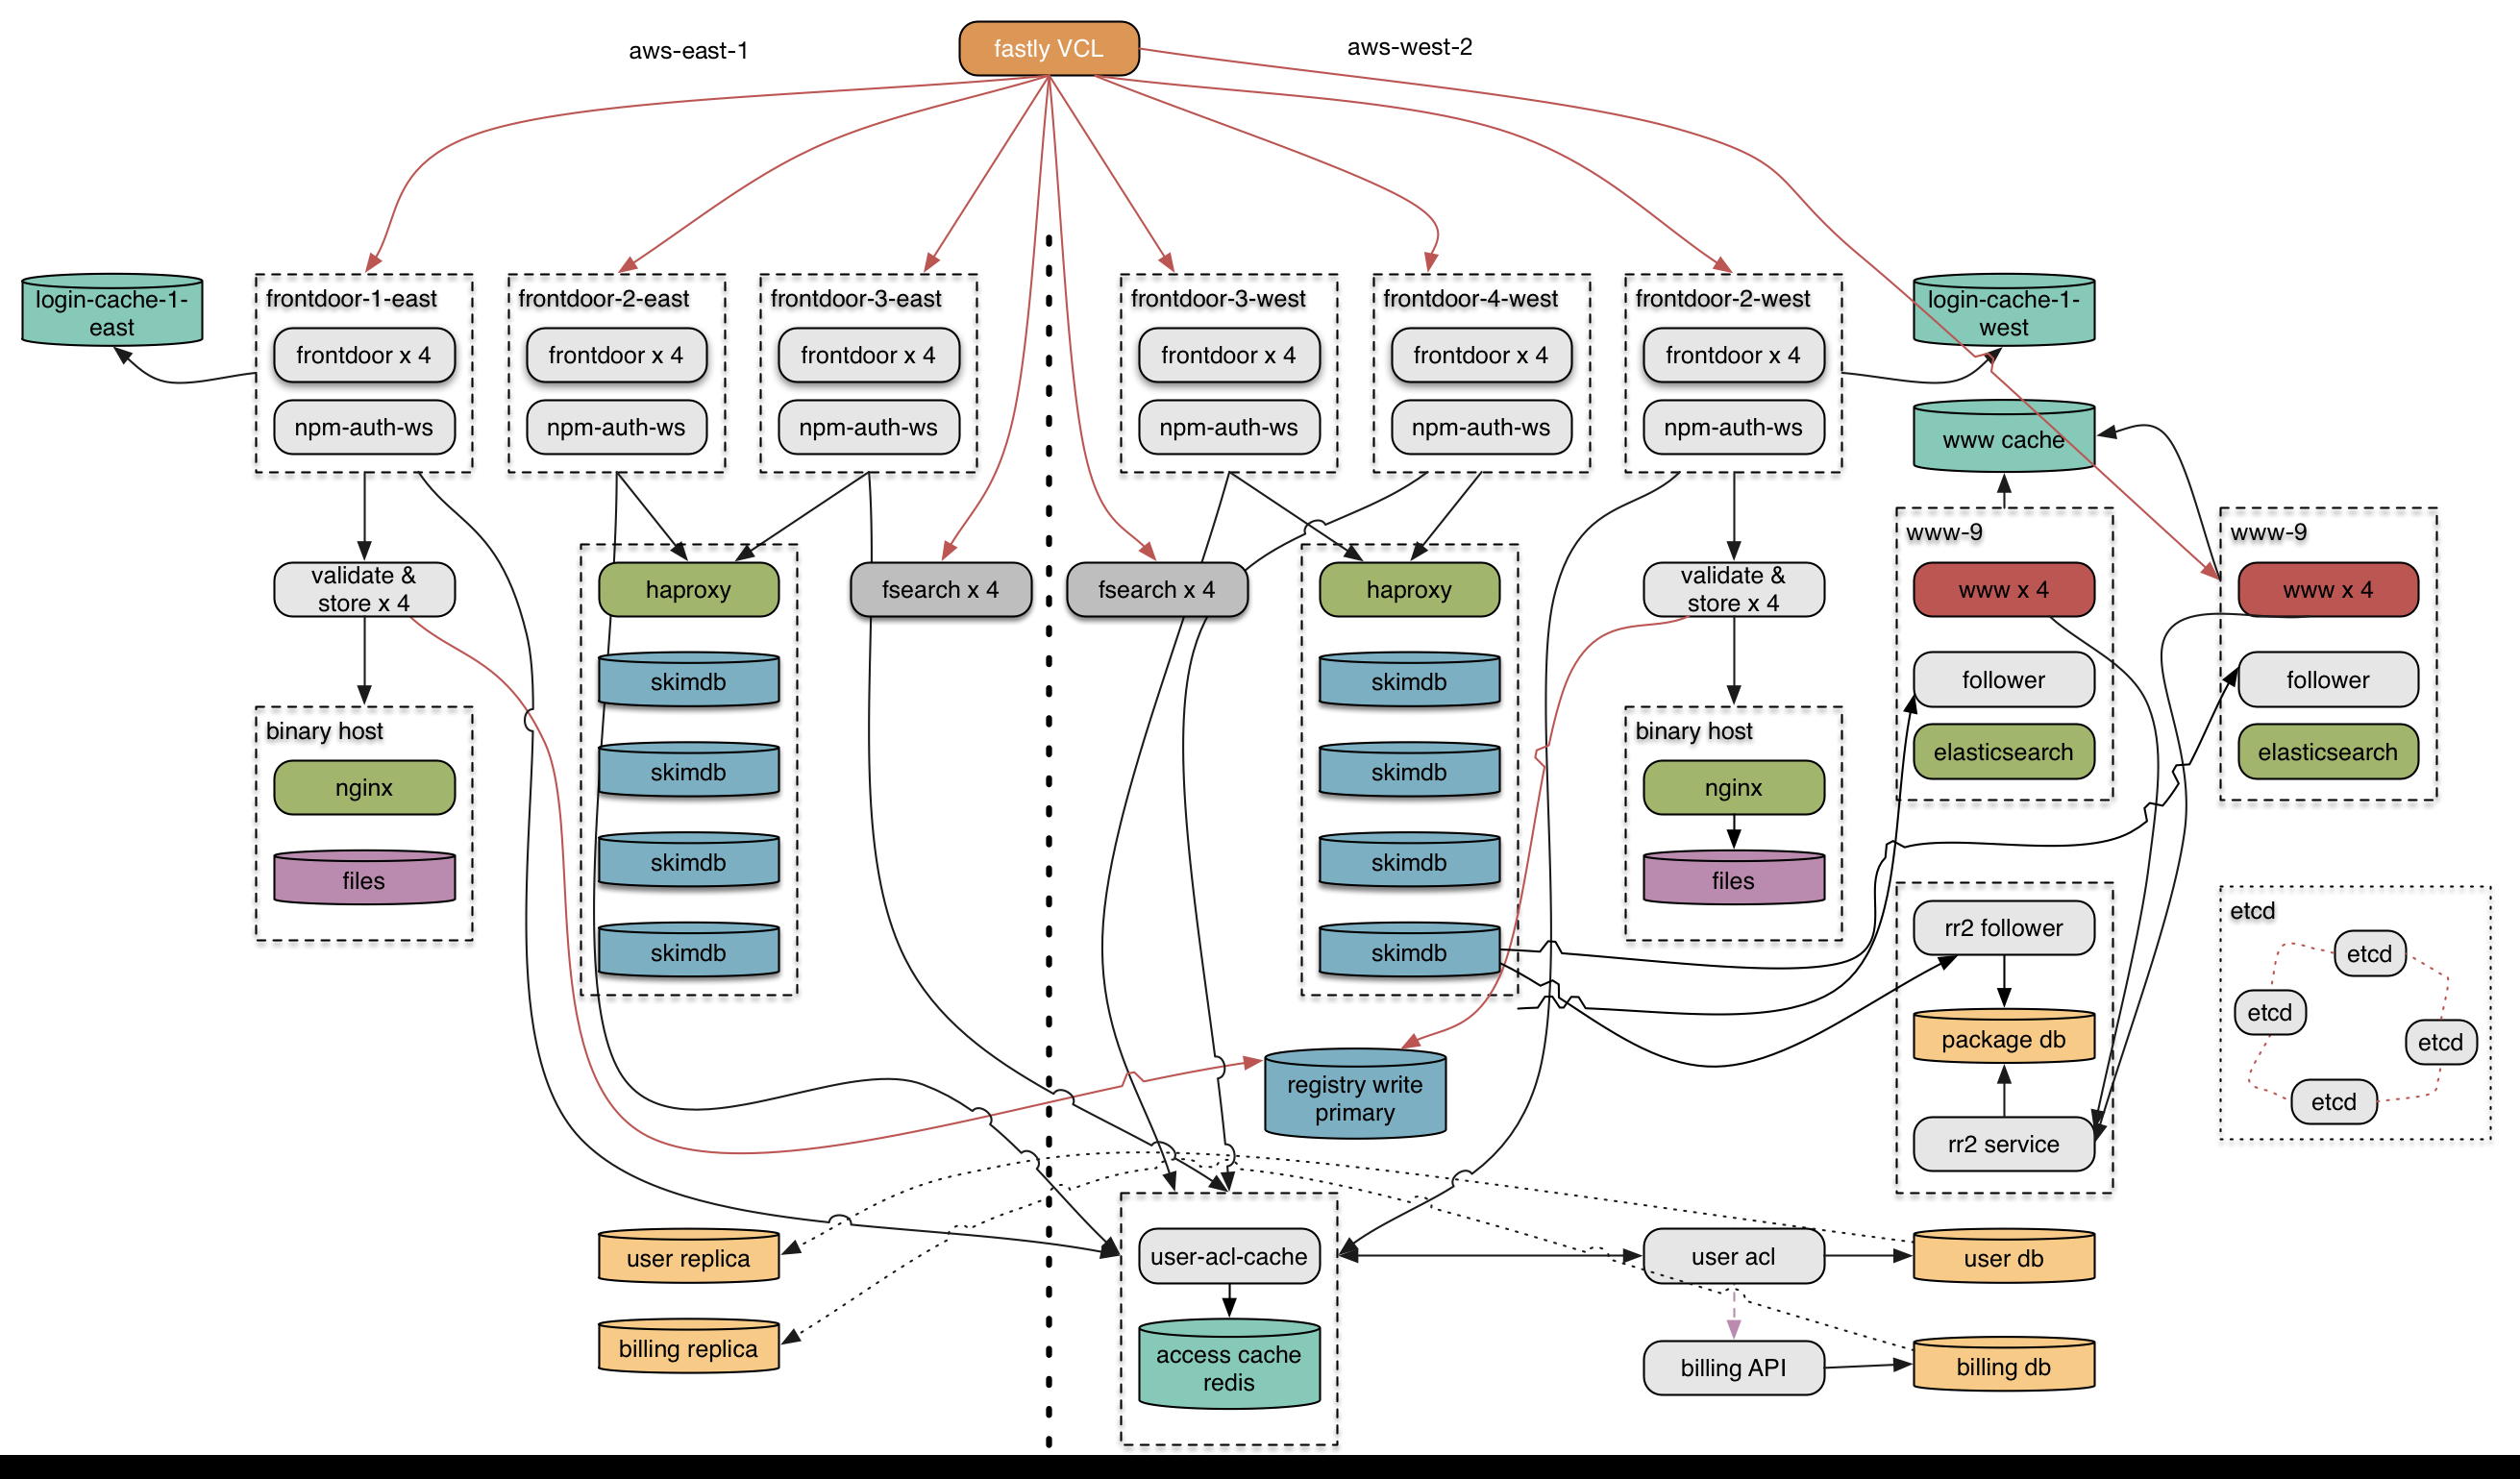 fastly VCL
aws-east-1
aws-west-2
login-cache-1-
east
frontdoor-1-east
frontdoor x 4
npm-auth-ws
frontdoor-2-east
frontdoor x 4
npm-auth-ws
frontdoor-3-east
frontdoor x 4
npm-auth-ws
frontdoor-3-west
frontdoor x 4
npm-auth-ws
frontdoor-4-west
frontdoor x 4
npm-auth-ws
frontdoor-2-west
frontdoor x 4
npm-auth-ws
login-cache-1-
west
www cache
validate &
store x 4
haproxy
skimdb
skimdb
skimdb
skimdb
fsearch x 4
fsearch x 4
haproxy
skimdb
skimdb
skimdb
skimdb
validate &
store x 4
www-9
www x 4
follower
elasticsearch
www-9
www x 4
follower
elasticsearch
binary host
nginx
files
binary host
nginx
files
rr2 follower
package db
rr2 service
etcd
etcd
etcd
etcd
etcd
registry write
primary
user replica
billing replica
user-acl-cache
access cache
redis
user acl
billing API
user db
billing db